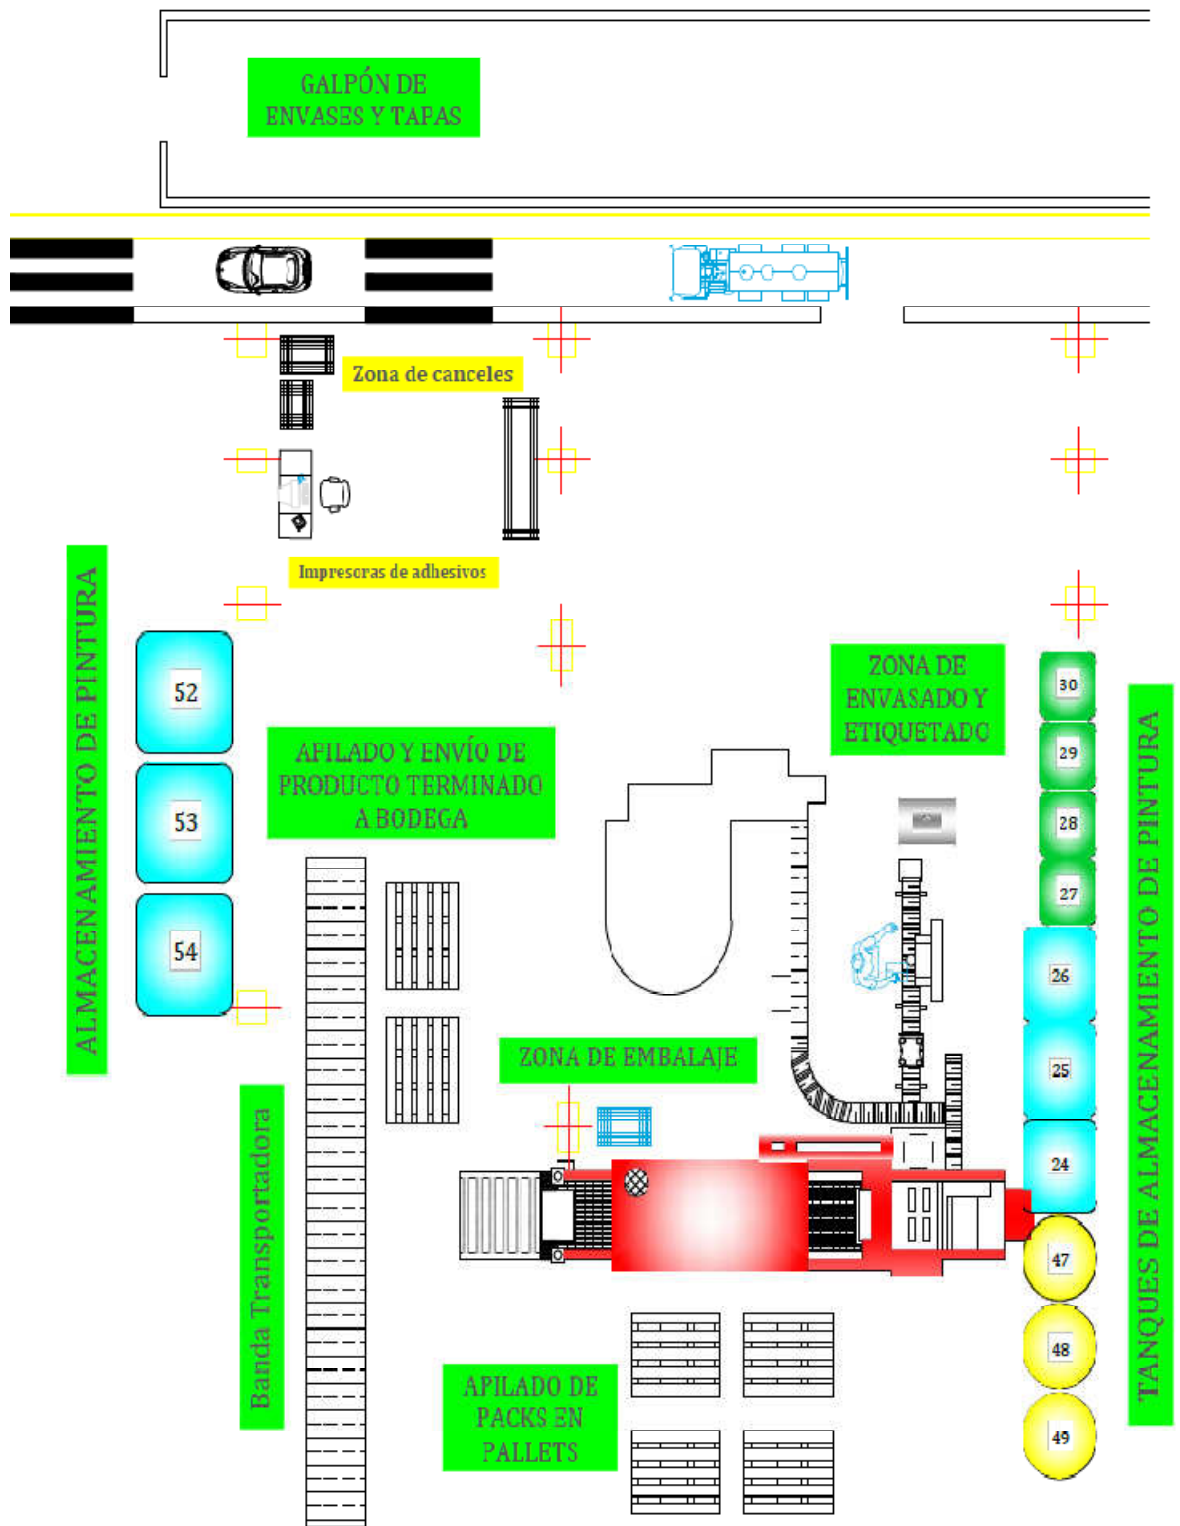 GALPÓN DE
ENVASES Y TAPAS
Zona de canceles
Impresoras de adhesivos
ALMACENAMIENTO DE PINTURA
52
53
54
APILADO Y ENVÍO DE
PRODUCTO TERMINADO
A BODEGA
ZONA DE
ENVASADO Y
ETIQUETADO
30
29
28
27
26
25
24
47
48
49
TANQUES DE ALMACENAMIENTO DE PINTURA
ZONA DE EMBALAJE
Banda Transportadora
APILADO DE
PACKS EN
PALLETS